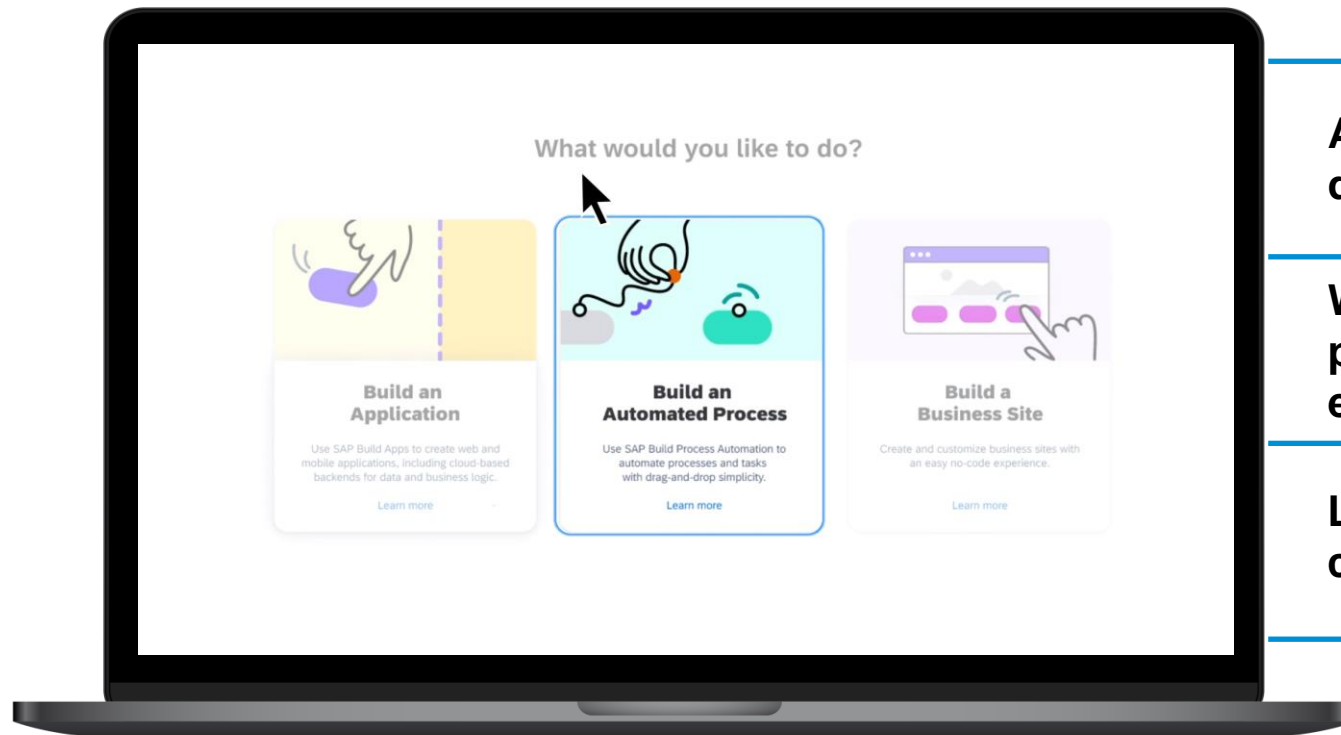 What would you like to do?
Build an
Application
Use SAP Build Apps to create web and
mobile applications, including cloud-based
backends for data and business logic.
Learn more
Build an
Automated Process
Use SAP Build Process Automation to
automate processes and tasks
with drag-and-drop simplicity.
Learn more
Build a
Business Site
Create and customize business sites with
an easy no-code experience.
Learn more